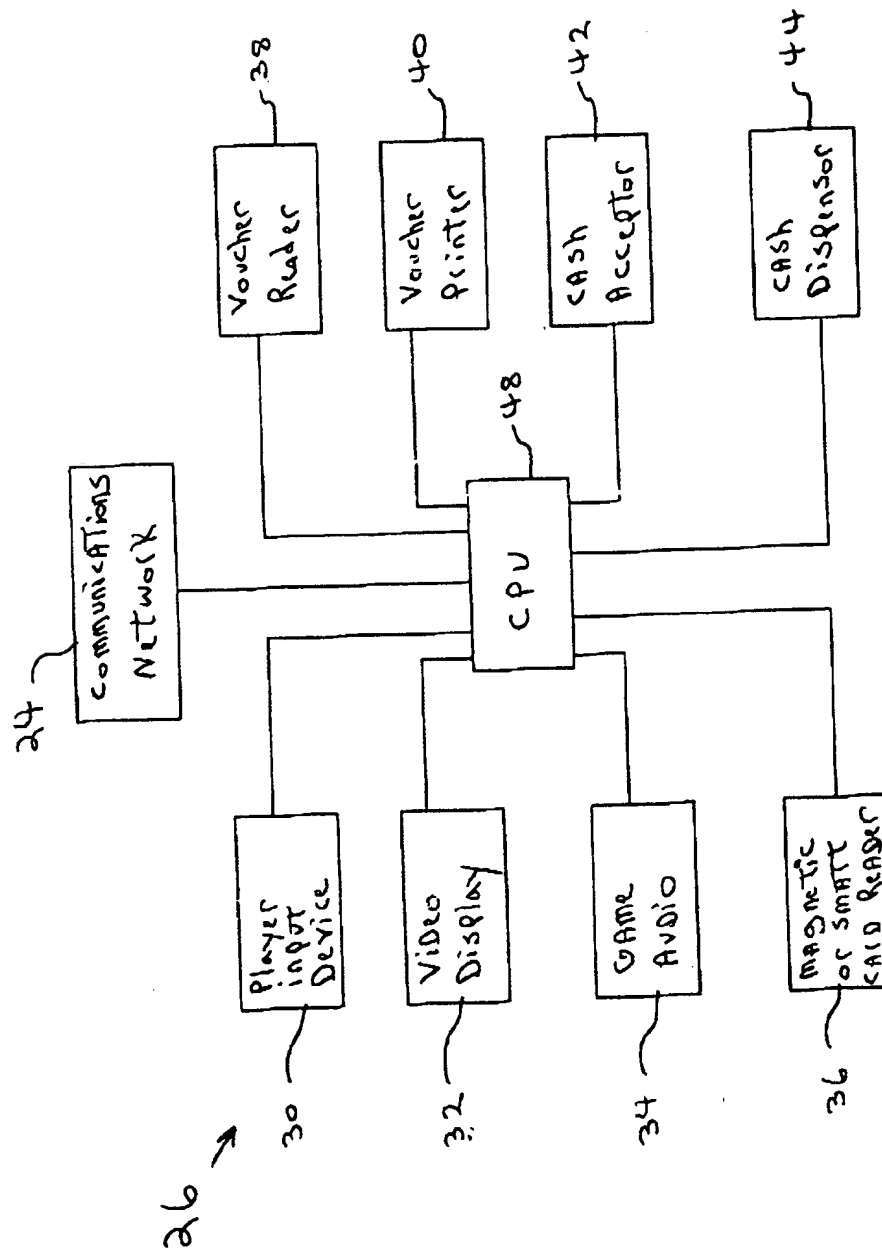 26
24
Communications
Network
30
Player
input
Device
32
Video
Display
34
Game
Audio
36
magnetic
or smart
card Reader
CPU
48
Voucher
Reader
38
Voucher
Printer
40
Cash
Acceptor
42
Cash
Dispensor
44